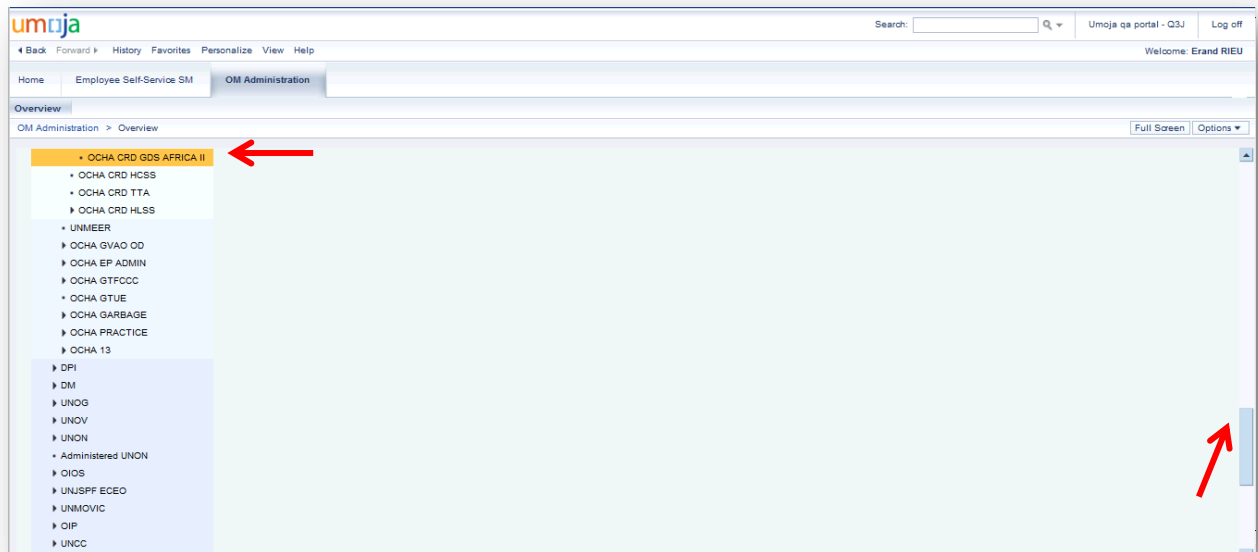 umoja
Search:
Umoja qa portal - Q3J
Log off
Back Forward History Favorites Personalize View Help
Welcome: Erand RIEU
Home Employee Self-Service SM OM Administration
Overview
OM Administration > Overview
Full Screen Options
OCHA CRD GDS AFRICA II
OCHA CRD HCSS
OCHA CRD TTA
OCHA CRD HLSS
UNMEER
OCHA GVAO OD
OCHA EP ADMIN
OCHA GTFCCC
OCHA GTUE
OCHA GARBAGE
OCHA PRACTICE
OCHA 13
DPI
DM
UNOG
UNOV
UNON
Administered UNON
OIOS
UNJSPF ECEO
UNMOVIC
OIP
UNCC